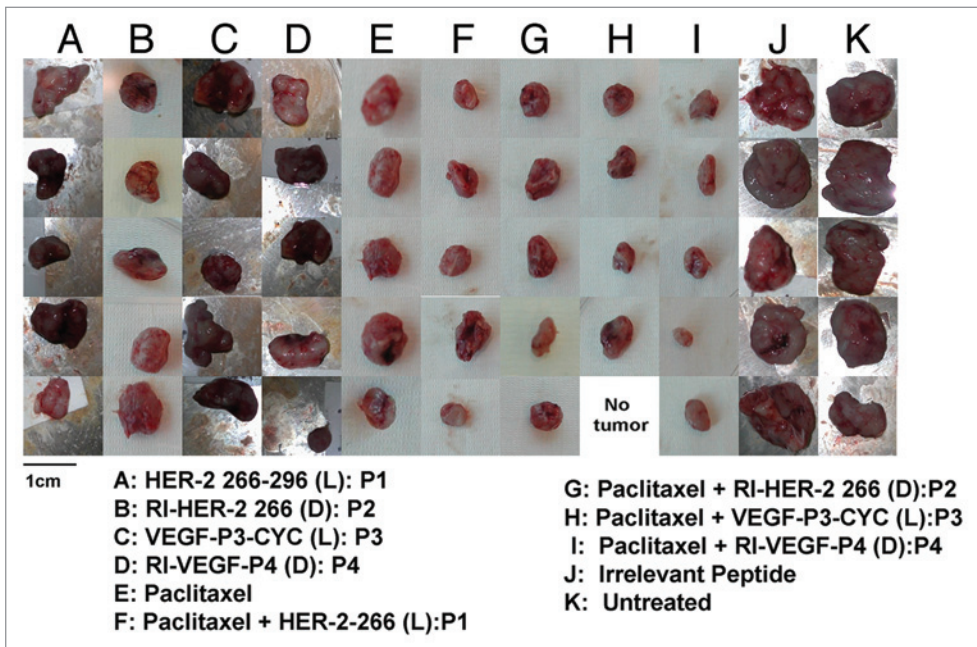 A B C D E F G H I J K
No
tumor
1cm
A: HER-2 266-296 (L): P1
B: RI-HER-2 266 (D): P2
C: VEGF-P3-CYC (L): P3
D: RI-VEGF-P4 (D): P4
E: Paclitaxel
F: Paclitaxel + HER-2-266 (L):P1
G: Paclitaxel + RI-HER-2 266 (D):P2
H: Paclitaxel + VEGF-P3-CYC (L):P3
I: Paclitaxel + RI-VEGF-P4 (D):P4
J: Irrelevant Peptide
K: Untreated